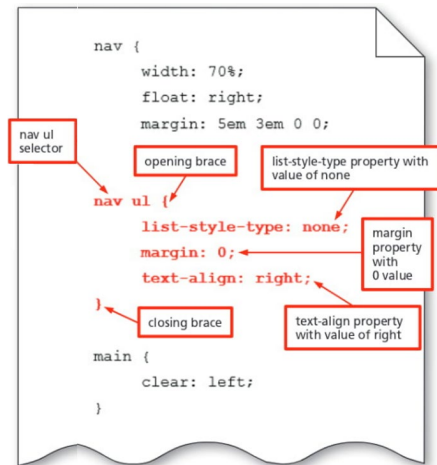 nav {
width: 70%;
float: right;
margin: 5em 3em 0 0;
nav ul
selector
opening brace
list-style-type property with
value of none
nav ul {
list-style-type: none;
margin: 0;
text-align: right;
}
margin
property
with
0 value
closing brace
text-align property
with value of right
main {
clear: left;
}